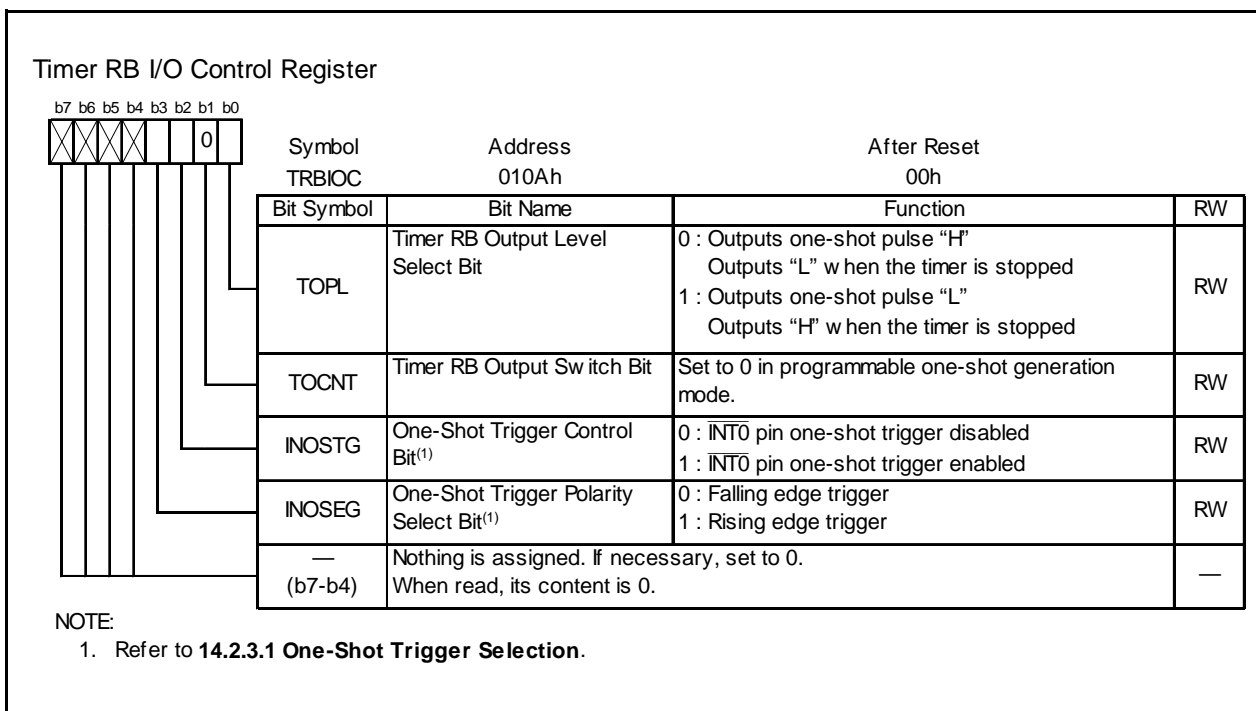 Timer RB I/O Control Register
b7 b6 b5 b4 b3 b2 b1 b0
0
Symbol Address After Reset
TRBIOC 010Ah 00h
Bit Symbol Bit Name Function RW
TOPL Timer RB Output Level Select Bit 0 : Outputs one-shot pulse “H” RW
Outputs “L” when the timer is stopped
1 : Outputs one-shot pulse “L”
Outputs “H” when the timer is stopped
TOCNT Timer RB Output Switch Bit Set to 0 in programmable one-shot generation mode. RW
INOSTG One-Shot Trigger Control Bit(1) 0 : INT0 pin one-shot trigger disabled RW
1 : INT0 pin one-shot trigger enabled
INOSEG One-Shot Trigger Polarity Select Bit(1) 0 : Falling edge trigger RW
1 : Rising edge trigger
— (b7-b4) Nothing is assigned. If necessary, set to 0. —
When read, its content is 0.
NOTE:
1. Refer to 14.2.3.1 One-Shot Trigger Selection.